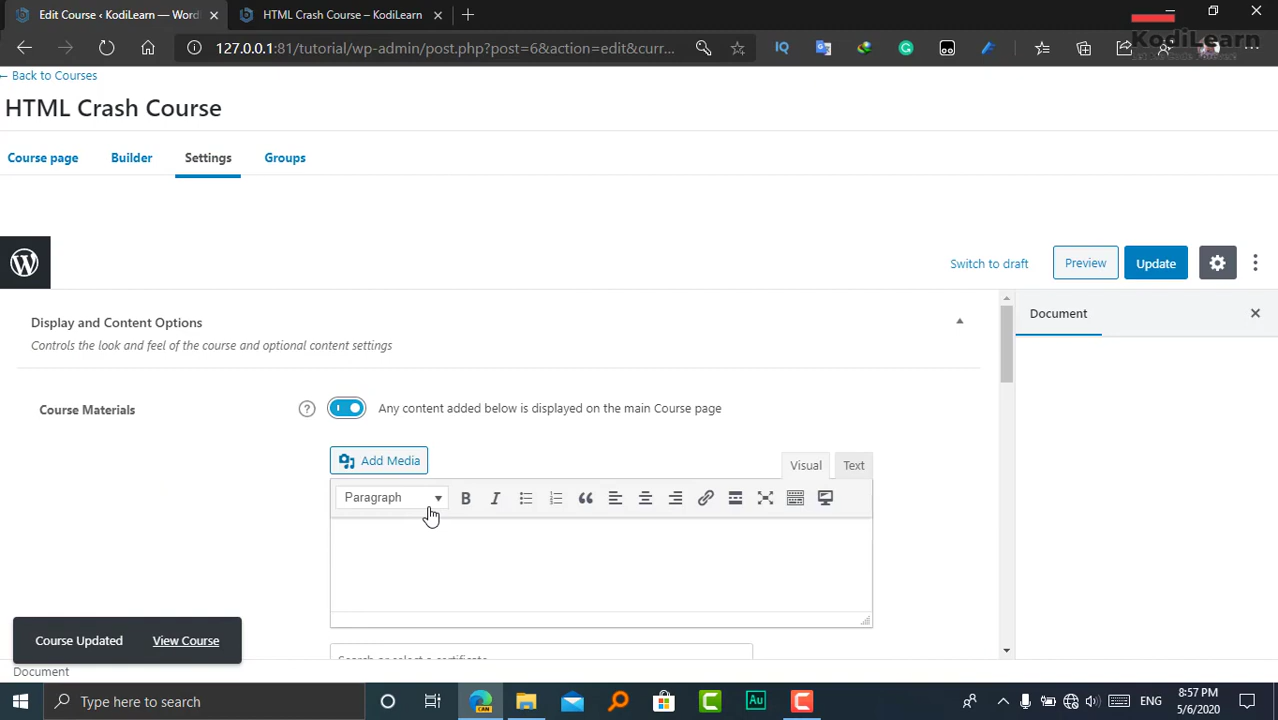 Edit Course ‹ KodiLearn — Word
HTML Crash Course – KodiLearn
127.0.0.1:81/tutorial/wp-admin/post.php?post=6&action=edit&curr...
KodiLearn
← Back to Courses
HTML Crash Course
Course page
Builder
Settings
Groups
Switch to draft
Preview
Update
Display and Content Options
Controls the look and feel of the course and optional content settings
Document
Course Materials
Any content added below is displayed on the main Course page
Add Media
Visual
Text
Paragraph
Course Updated
View Course
Search or select a certificate
Document
Type here to search
CAN
Au
ENG
8:57 PM
5/6/2020